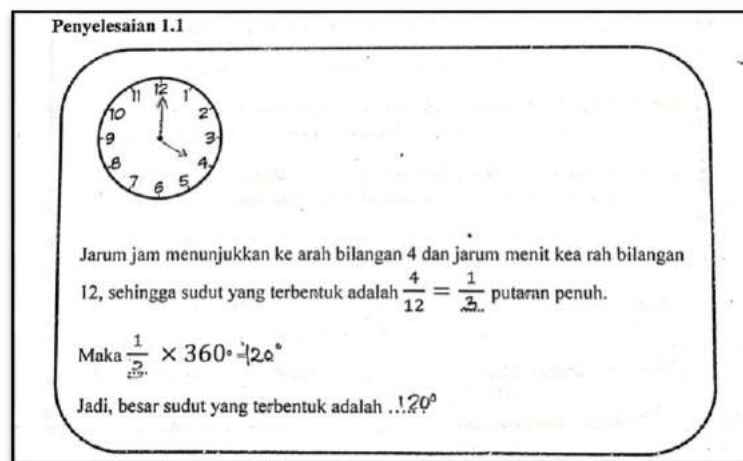 Penyelesaian 1.1
11 12 1
10 2
9 3
8 4
7 6 5
Jarum jam menunjukkan ke arah bilangan 4 dan jarum menit kea rah bilangan
12, sehingga sudut yang terbentuk adalah 4/12 = 1/3 putaran penuh.
Maka 1/3 × 360° = 120°
Jadi, besar sudut yang terbentuk adalah ..120°